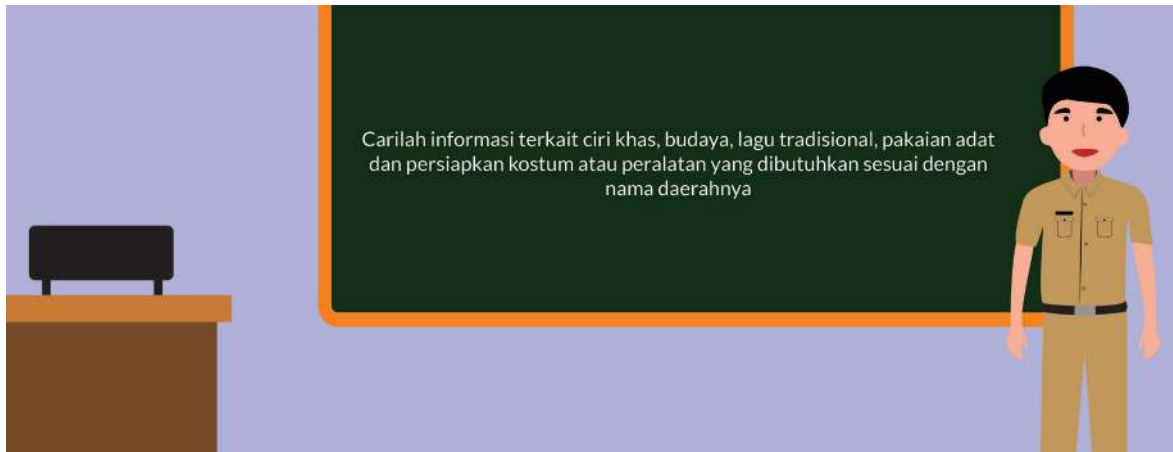 Carilah informasi terkait ciri khas, budaya, lagu tradisional, pakaian adat
dan persiapkan kostum atau peralatan yang dibutuhkan sesuai dengan
nama daerahnya